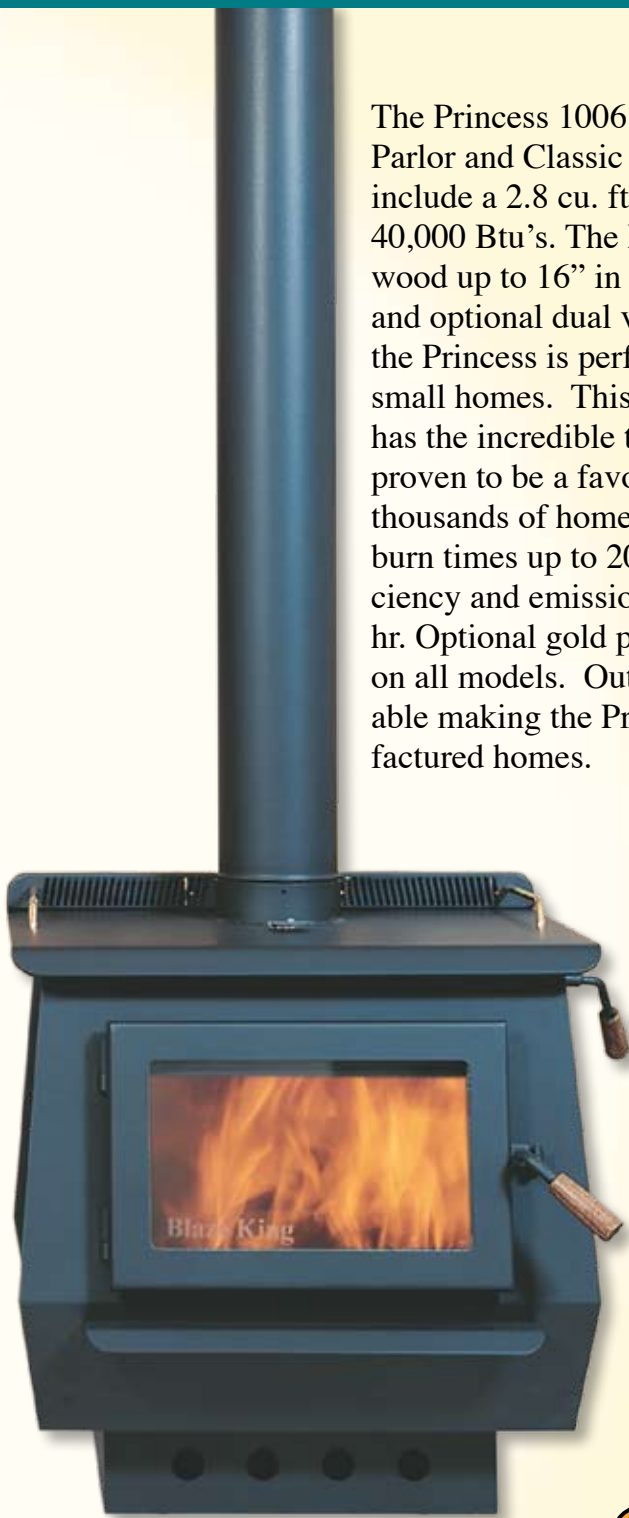 The Princess 1006
Parlor and Classic
include a 2.8 cu. ft
40,000 Btu's. The
wood up to 16” in
and optional dual v
the Princess is perf
small homes.  This
has the incredible t
proven to be a favo
thousands of home
burn times up to 20
ciency and emissio
hr. Optional gold p
on all models.  Out
able making the Pr
factured homes.
Blaze King